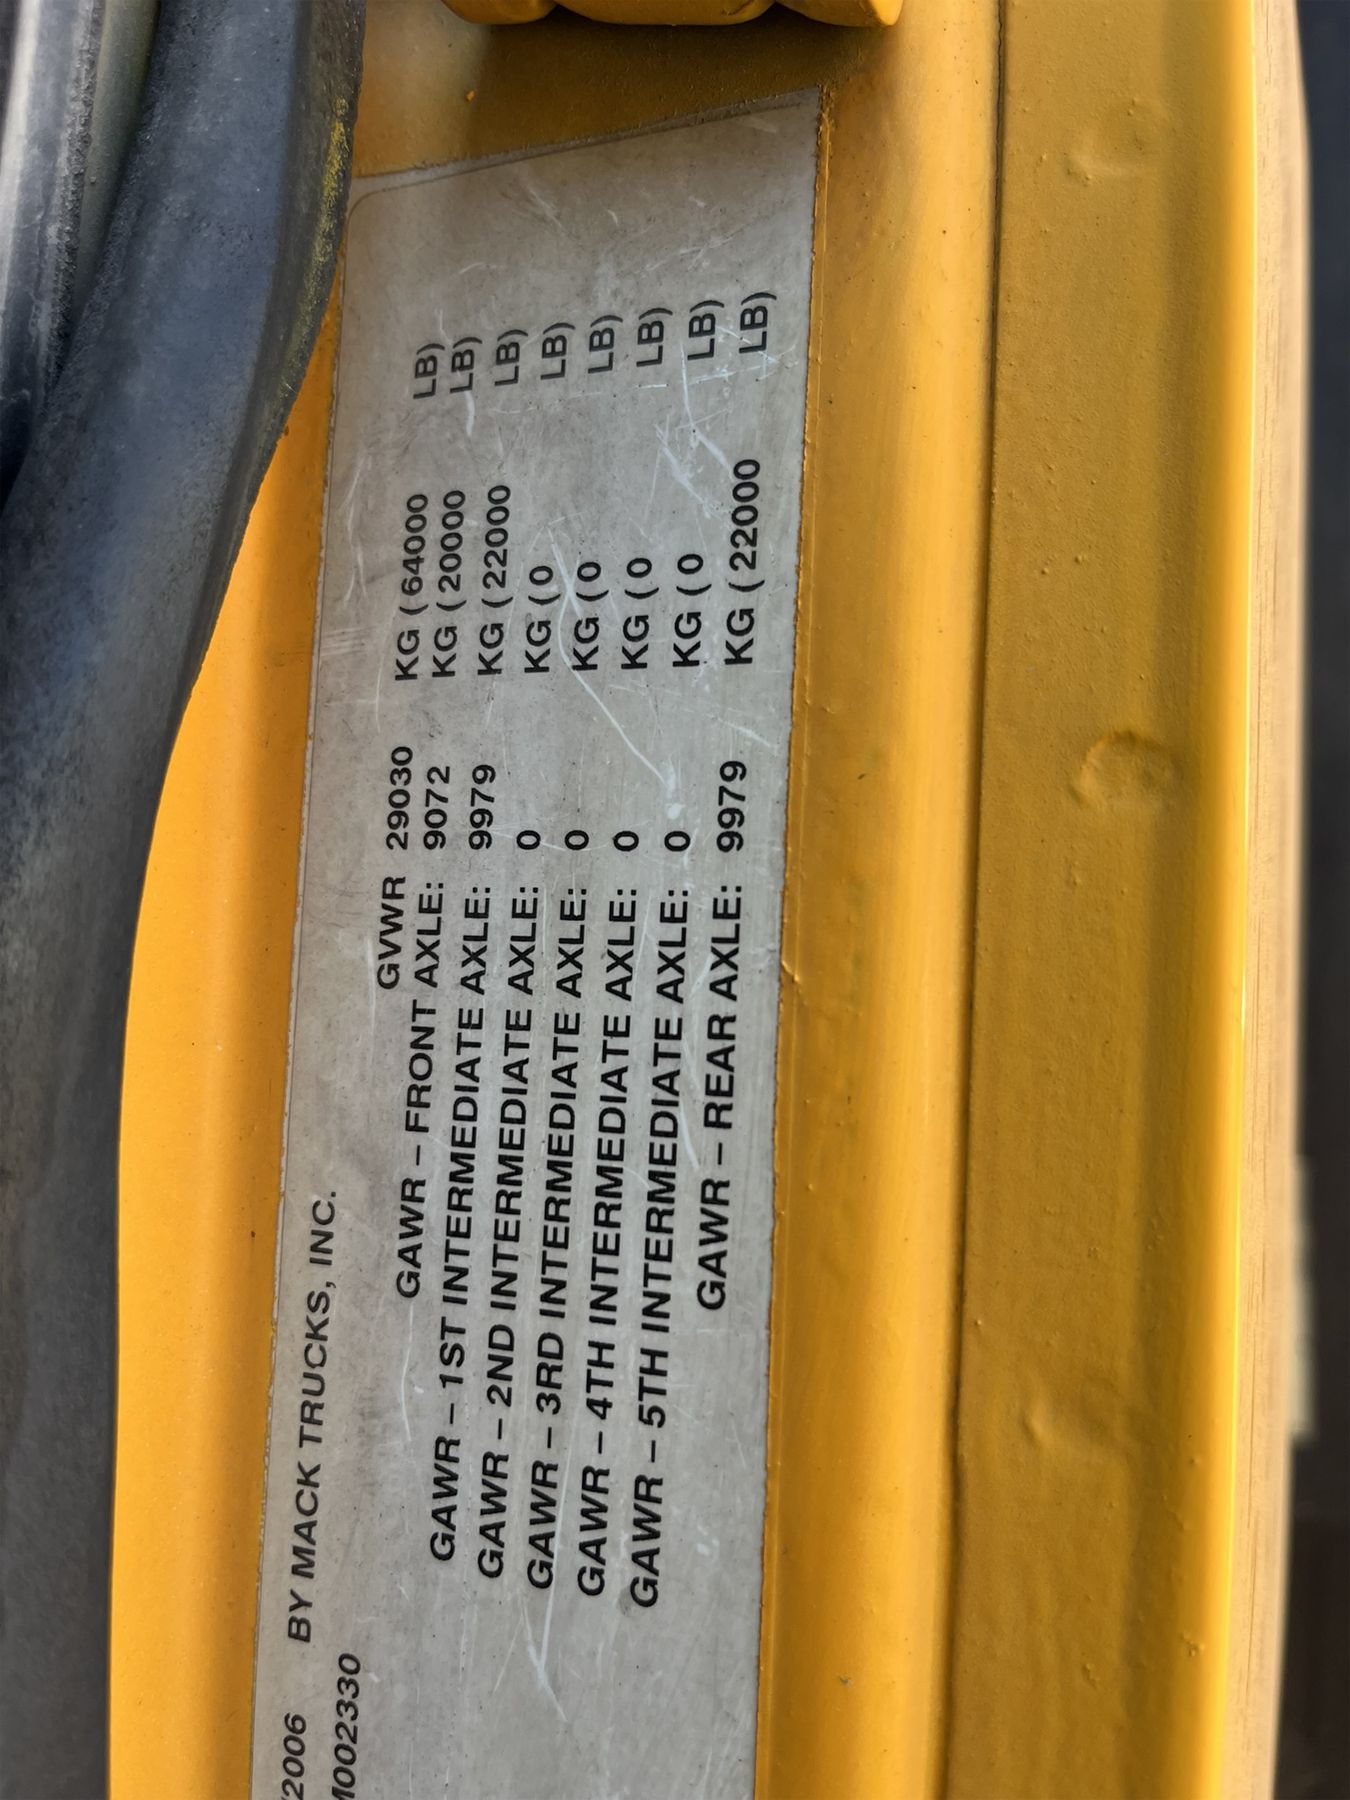 /2006 BY MACK TRUCKS, INC.
M002330
GVWR 29030 KG (64000 LB)
GAWR – FRONT AXLE: 9072 KG (20000 LB)
GAWR – 1ST INTERMEDIATE AXLE: 9979 KG (22000 LB)
GAWR – 2ND INTERMEDIATE AXLE: 0 KG (0 LB)
GAWR – 3RD INTERMEDIATE AXLE: 0 KG (0 LB)
GAWR – 4TH INTERMEDIATE AXLE: 0 KG (0 LB)
GAWR – 5TH INTERMEDIATE AXLE: 0 KG (0 LB)
GAWR – REAR AXLE: 9979 KG (22000 LB)